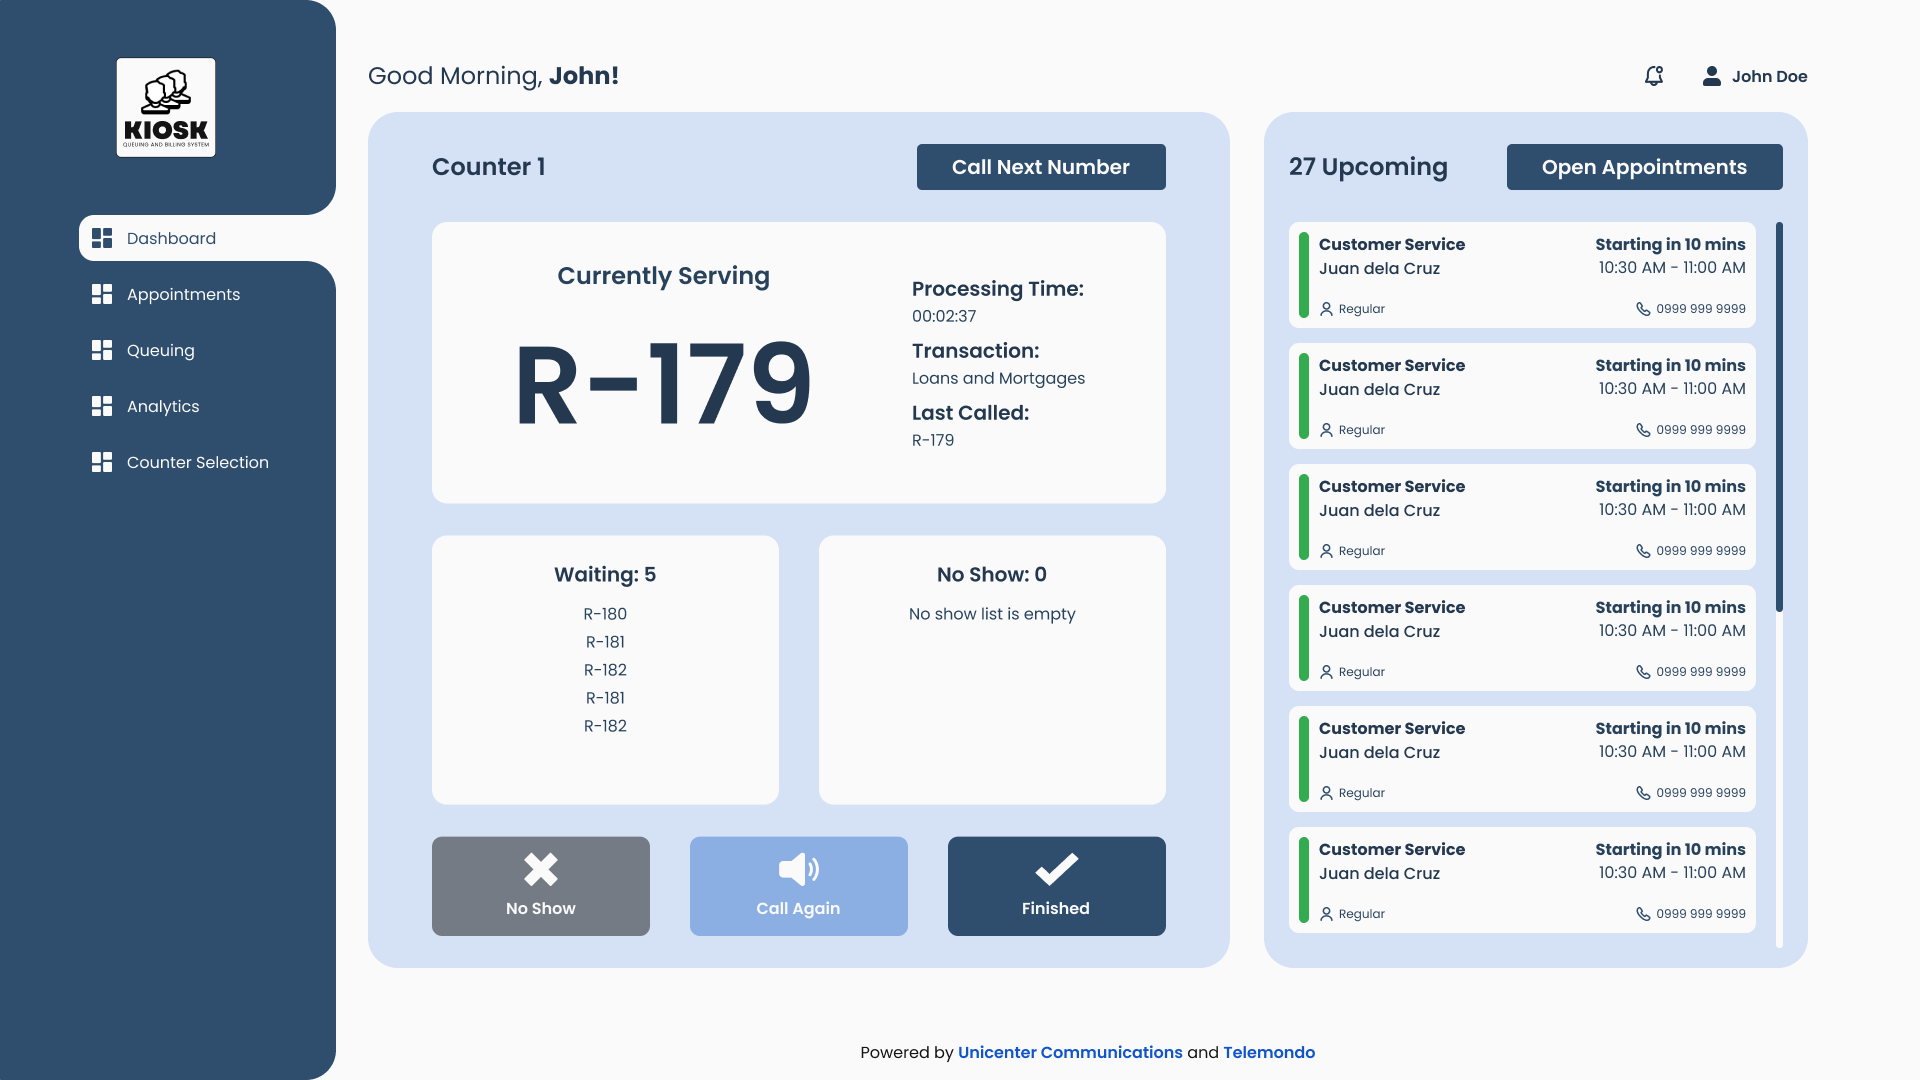 KIOSK
QUEUING AND BILLING SYSTEM
Dashboard
Appointments
Queuing
Analytics
Counter Selection
Good Morning, John!
John Doe
Counter 1
Call Next Number
Currently Serving
R-179
Processing Time:
00:02:37
Transaction:
Loans and Mortgages
Last Called:
R-179
Waiting: 5
R-180
R-181
R-182
R-181
R-182
No Show: 0
No show list is empty
No Show
Call Again
Finished
27 Upcoming
Open Appointments
Customer Service
Starting in 10 mins
Juan dela Cruz
10:30 AM - 11:00 AM
Regular
0999 999 9999
Customer Service
Starting in 10 mins
Juan dela Cruz
10:30 AM - 11:00 AM
Regular
0999 999 9999
Customer Service
Starting in 10 mins
Juan dela Cruz
10:30 AM - 11:00 AM
Regular
0999 999 9999
Customer Service
Starting in 10 mins
Juan dela Cruz
10:30 AM - 11:00 AM
Regular
0999 999 9999
Customer Service
Starting in 10 mins
Juan dela Cruz
10:30 AM - 11:00 AM
Regular
0999 999 9999
Customer Service
Starting in 10 mins
Juan dela Cruz
10:30 AM - 11:00 AM
Regular
0999 999 9999
Powered by Unicenter Communications and Telemondo